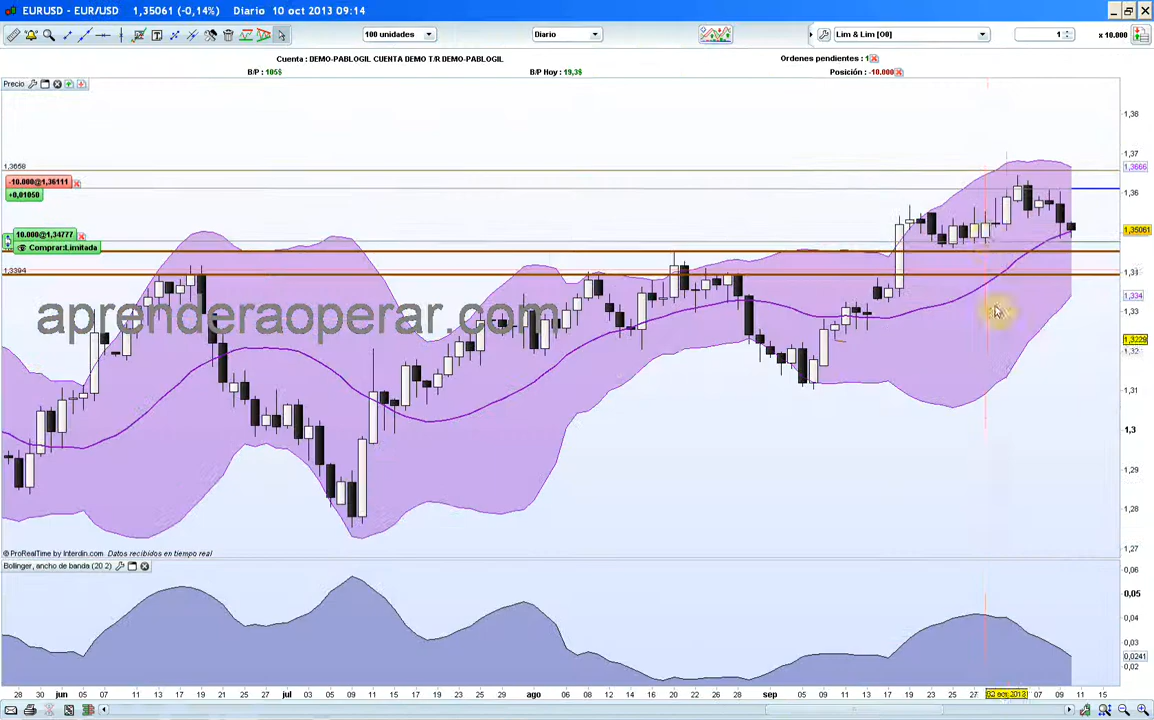 EURUSD - EUR/USD 1,35061 (-0,14%) Diario 10 oct 2013 09:14
100 unidades Diario Lim & Lim [O0] 1 x 10.000
Cuenta : DEMO-PABLOGIL CUENTA DEMO T/R DEMO-PABLOGIL
Ordenes pendientes : 1
B/P : 105$
B/P Hoy : 19,3$
Posición : -10.000
Precio
1,38
1,37
1,3658
1,3666
-10.000@1,36111
+0,01050
1,36
10.000@1,34777
1,35061
Comprar:Limitada
1,3394
1,334
aprenderaoperar.com
1,33
1,3229
1,32
1,31
1,3
1,29
1,28
© ProRealTime by Interdin.com Datos recibidos en tiempo real
1,27
Bollinger, ancho de banda (20 2)
0,06
0,05
0,04
0,03
0,0241
0,02
28 30 jun 05 07 11 13 17 19 21 25 27 jul 03 05 09 11 15 17 19 23 25 29 ago 06 08 12 14 16 20 22 26 28 sep 05 09 11 13 17 19 23 25 27 02 oct 2013 07 09 11 15